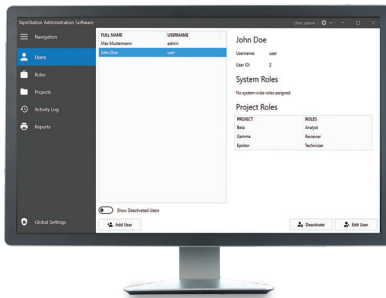 TapeStation Administration Software
User: admin
Navigation
Users
Roles
Projects
Activity Log
Reports
Global Settings
FULL NAME USERNAME
Max Mustermann admin
John Doe user
Show Deactivated Users
Add User
John Doe
Username: user
User ID: 2
System Roles
No system-wide roles assigned
Project Roles
PROJECT ROLES
Beta Analyst
Gamma Reviewer
Epsilon Technician
Deactivate
Edit User